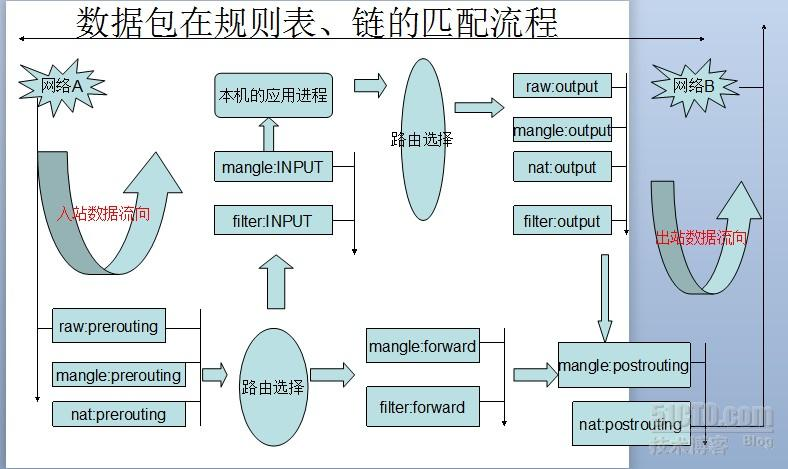 数据包在规则表、链的匹配流程
网络A
本机的应用进程
路由选择
raw:output
网络B
mangle:output
mangle:INPUT
nat:output
入站数据流向
filter:INPUT
filter:output
出站数据流向
raw:prerouting
mangle:prerouting
nat:prerouting
路由选择
mangle:forward
filter:forward
mangle:postrouting
nat:postrouting
51CTO.com
技术博客 Blog